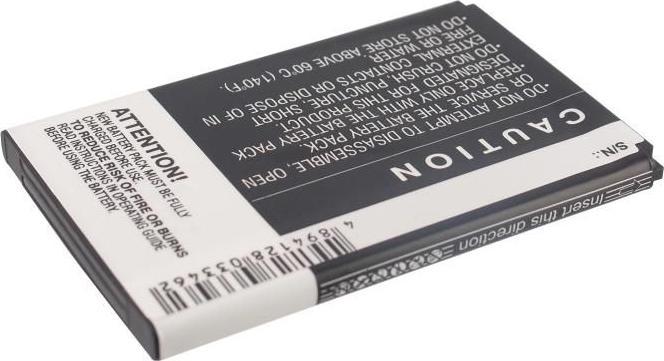 ATTENTION!
NEW BATTERY PACK MUST BE FULLY
CHARGED BEFORE USE.
READ INSTRUCTIONS IN OPERATING GUIDE
TO REDUCE RISK OF FIRE OR BURNS
BEFORE USING THE BATTERY.
4 894128 033462
CAUTION
•DO NOT ATTEMPT TO DISASSEMBLE, OPEN
OR SERVICE THE BATTERY PACK
•REPLACE ONLY WITH THE BATTERY PACK
DESIGNATED FOR THIS PRODUCT
•DO NOT CRUSH, PUNCTURE, SHORT
EXTERNAL CONTACTS OR DISPOSE OF IN
FIRE OR WATER.
•DO NOT STORE ABOVE 60℃ (140℉).
S/N:
Insert this direction